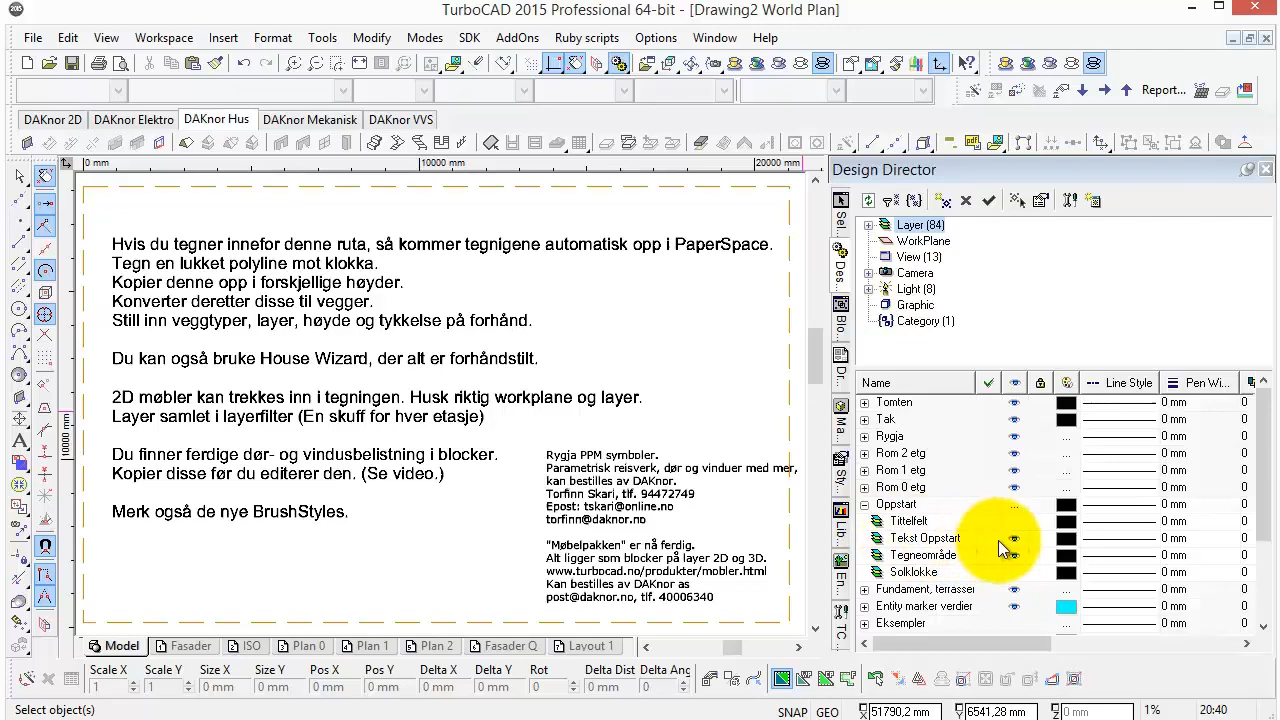 TurboCAD 2015 Professional 64-bit - [Drawing2 World Plan]
File Edit View Workspace Insert Format Tools Modify Modes SDK AddOns Ruby scripts Options Window Help
Report...
DAKnor 2D DAKnor Elektro DAKnor Hus DAKnor Mekanisk DAKnor VVS
0 mm 10000 mm 20000 mm
10000 mm
Hvis du tegner innefor denne ruta, så kommer tegnigene automatisk opp i PaperSpace.
Tegn en lukket polyline mot klokka.
Kopier denne opp i forskjellige høyder.
Konverter deretter disse til vegger.
Still inn veggtyper, layer, høyde og tykkelse på forhånd.
Du kan også bruke House Wizard, der alt er forhåndstilt.
2D møbler kan trekkes inn i tegningen. Husk riktig workplane og layer.
Layer samlet i layerfilter (En skuff for hver etasje)
Du finner ferdige dør- og vindusbelistning i blocker.
Kopier disse før du editerer den. (Se video.)
Merk også de nye BrushStyles.
Rygja PPM symboler.
Parametrisk reisverk, dør og vinduer med mer,
kan bestilles av DAKnor.
Torfinn Skari, tlf. 94472749
Epost: tskari@online.no
torfinn@daknor.no
"Møbelpakken" er nå ferdig.
Alt ligger som blocker på layer 2D og 3D.
www.turbocad.no/produkter/mobler.html
Kan bestilles av DAKnor as
post@daknor.no, tlf. 40006340
Design Director
Sel...
Des...
Blo...
D...
Ma...
Sty...
Lib...
En...
TC...
Layer (84)
WorkPlane
View (13)
Camera
Light (8)
Graphic
Category (1)
Name Line Style Pen Wi...
Tomten 0 mm 0
Tak 0 mm 0
Rygja ... 0 mm 0
Rom 2 etg ... 0 mm 0
Rom 1 etg ... 0 mm 0
Rom 0 etg ... 0 mm 0
Oppstart ... 0 mm 0
Tittelfelt 0 mm 0
Tekst Oppstart 0 mm 0
Tegneområde 0 mm 0
Solklokke 0 mm 0
Fundament, terrasser ... 0 mm 0
Entity marker verdier 0 mm 0
Eksempler ... 0 mm 0
Model Fasader ISO Plan 0 Plan 1 Plan 2 Fasader Q Layout 1
Scale X Scale Y Size X Size Y Pos X Pos Y Delta X Delta Y Rot Delta Dist Delta Ang
1 1 0 mm 0 mm 0 mm 0 mm 0 mm 0 mm 0 0 mm 0
Select object(s) SNAP GEO X 51790,2 mm Y 6541,28 mm Z 0 mm 1% 20:40